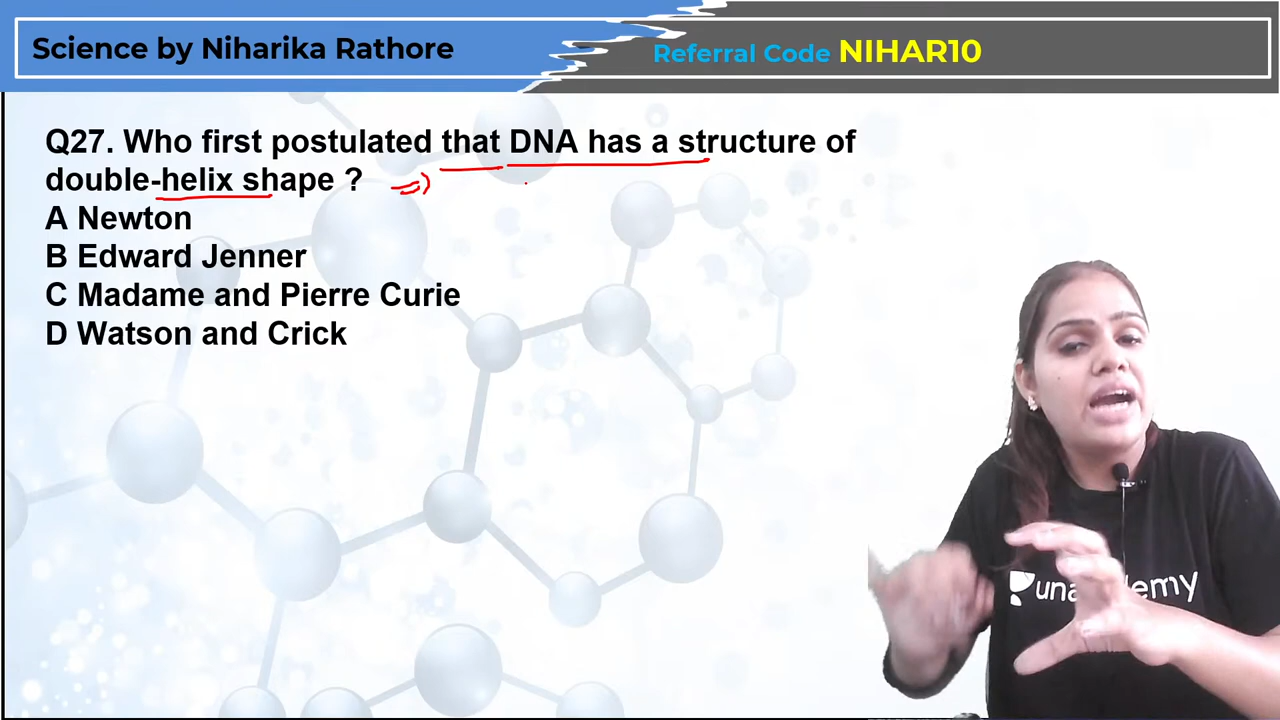 Science by Niharika Rathore
Referral Code NIHAR10
Q27. Who first postulated that DNA has a structure of
double-helix shape ?
A Newton
B Edward Jenner
C Madame and Pierre Curie
D Watson and Crick